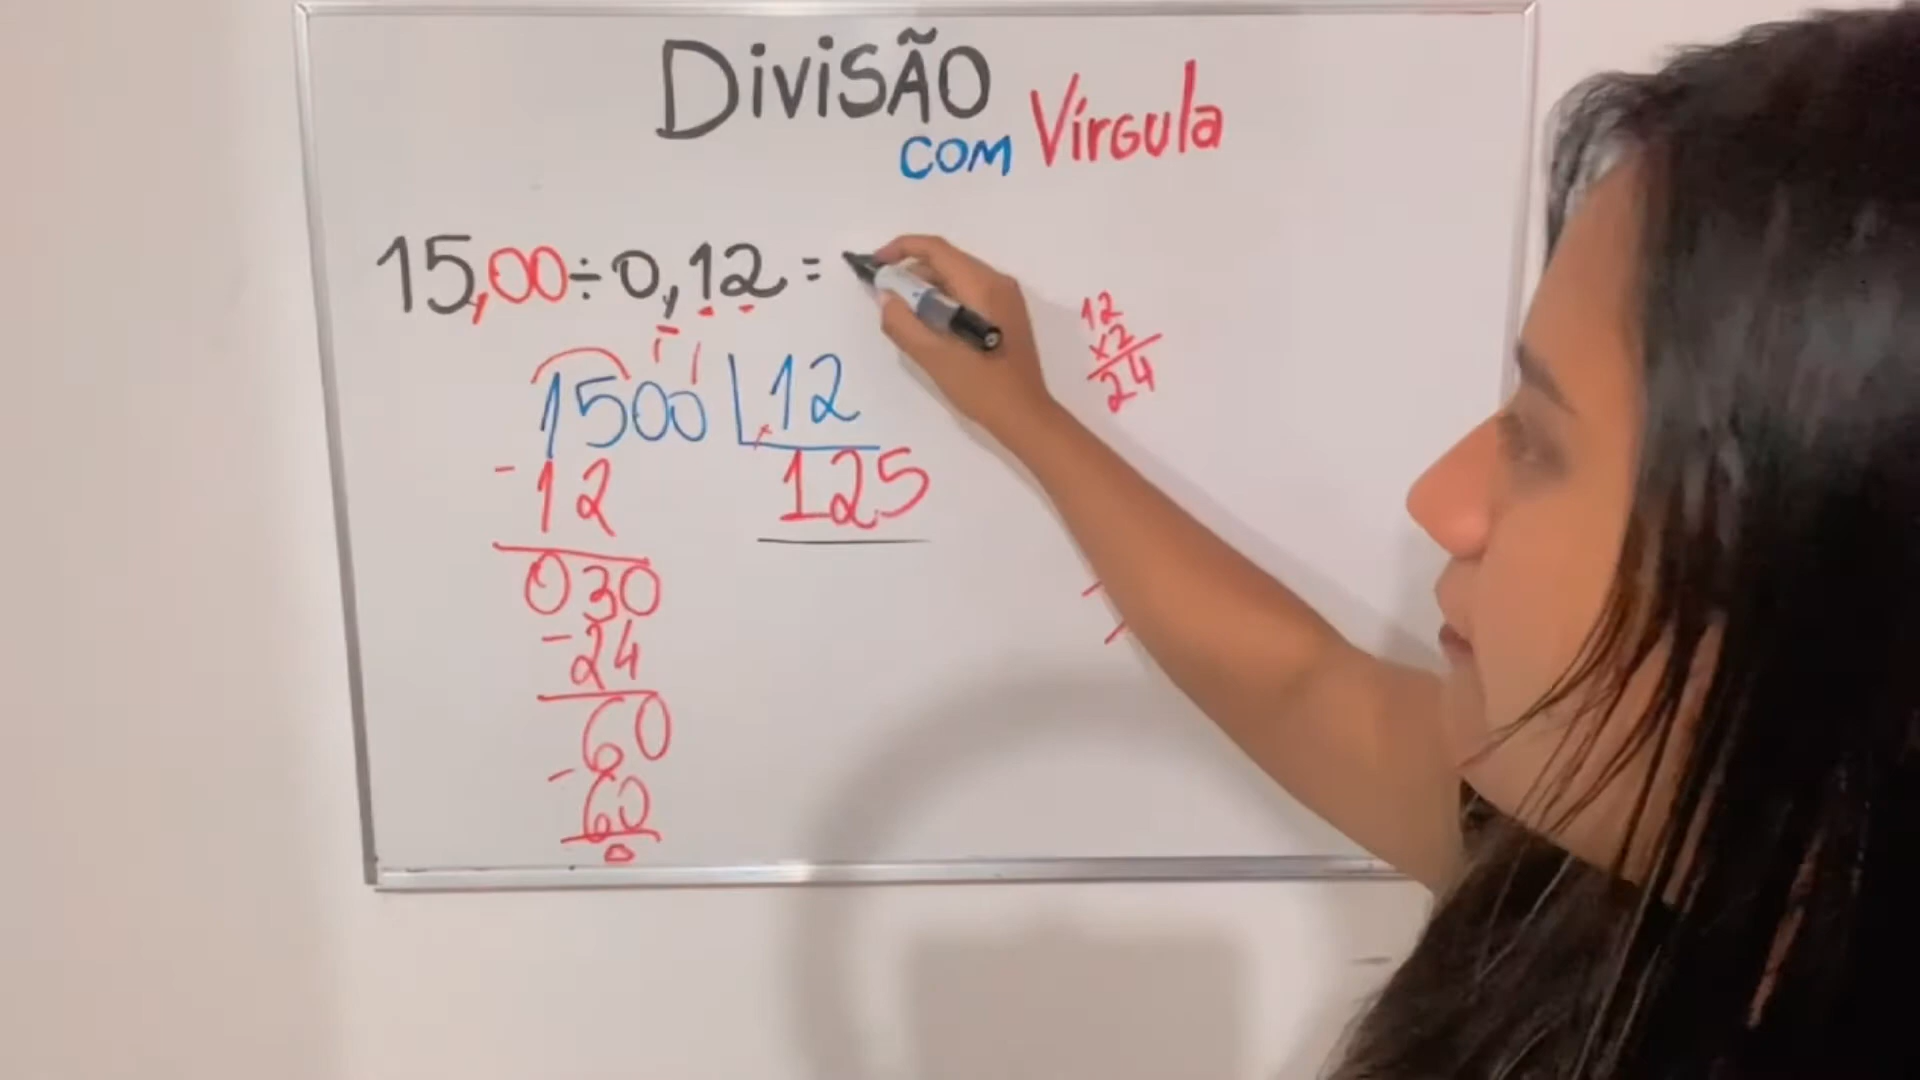 DiviSÃO
COM Vírgula
15,00 ÷ 0,12 =
12
x2
24
1500 12
- 12 125
030
- 24
60
- 60
0